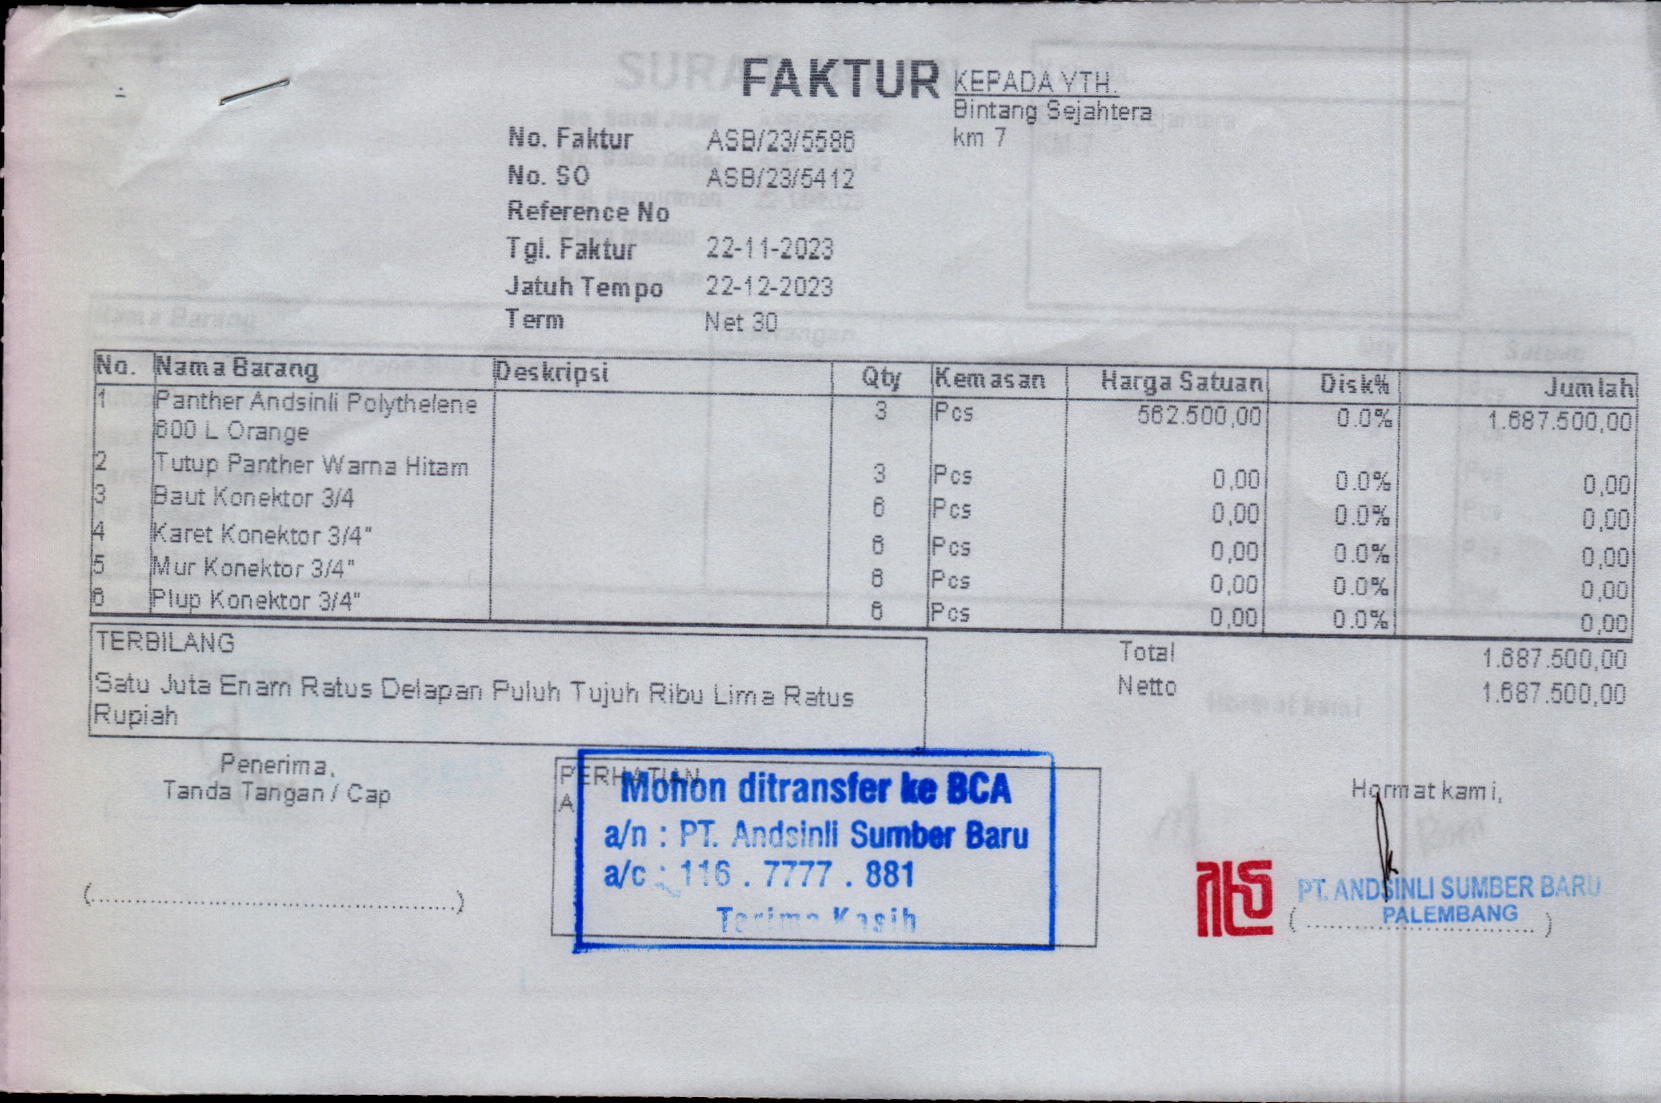 FAKTUR
KEPADA YTH.
Bintang Sejahtera
km 7
No. Faktur ASB/23/5586
No. SO ASB/23/5412
Reference No
Tgl. Faktur 22-11-2023
Jatuh Tempo 22-12-2023
Term Net 30
No. Nama Barang Deskripsi Qty Kemasan Harga Satuan Disk% Jumlah
1 Panther Andsinli Polythelene 3 Pcs 562.500,00 0.0% 1.687.500,00
600 L Orange
2 Tutup Panther Warna Hitam 3 Pcs 0,00 0.0% 0,00
3 Baut Konektor 3/4 6 Pcs 0,00 0.0% 0,00
4 Karet Konektor 3/4" 6 Pcs 0,00 0.0% 0,00
5 Mur Konektor 3/4" 6 Pcs 0,00 0.0% 0,00
6 Plup Konektor 3/4" 6 Pcs 0,00 0.0% 0,00
TERBILANG
Satu Juta Enam Ratus Delapan Puluh Tujuh Ribu Lima Ratus
Rupiah
Total 1.687.500,00
Netto 1.687.500,00
Penerima,
Tanda Tangan / Cap
(..........................................)
PERHATIAN
A
Mohon ditransfer ke BCA
a/n : PT. Andsinli Sumber Baru
a/c : 116 . 7777 . 881
Terima Kasih
Hormat kami,
PT. ANDSINLI SUMBER BARU
PALEMBANG
(..........................)